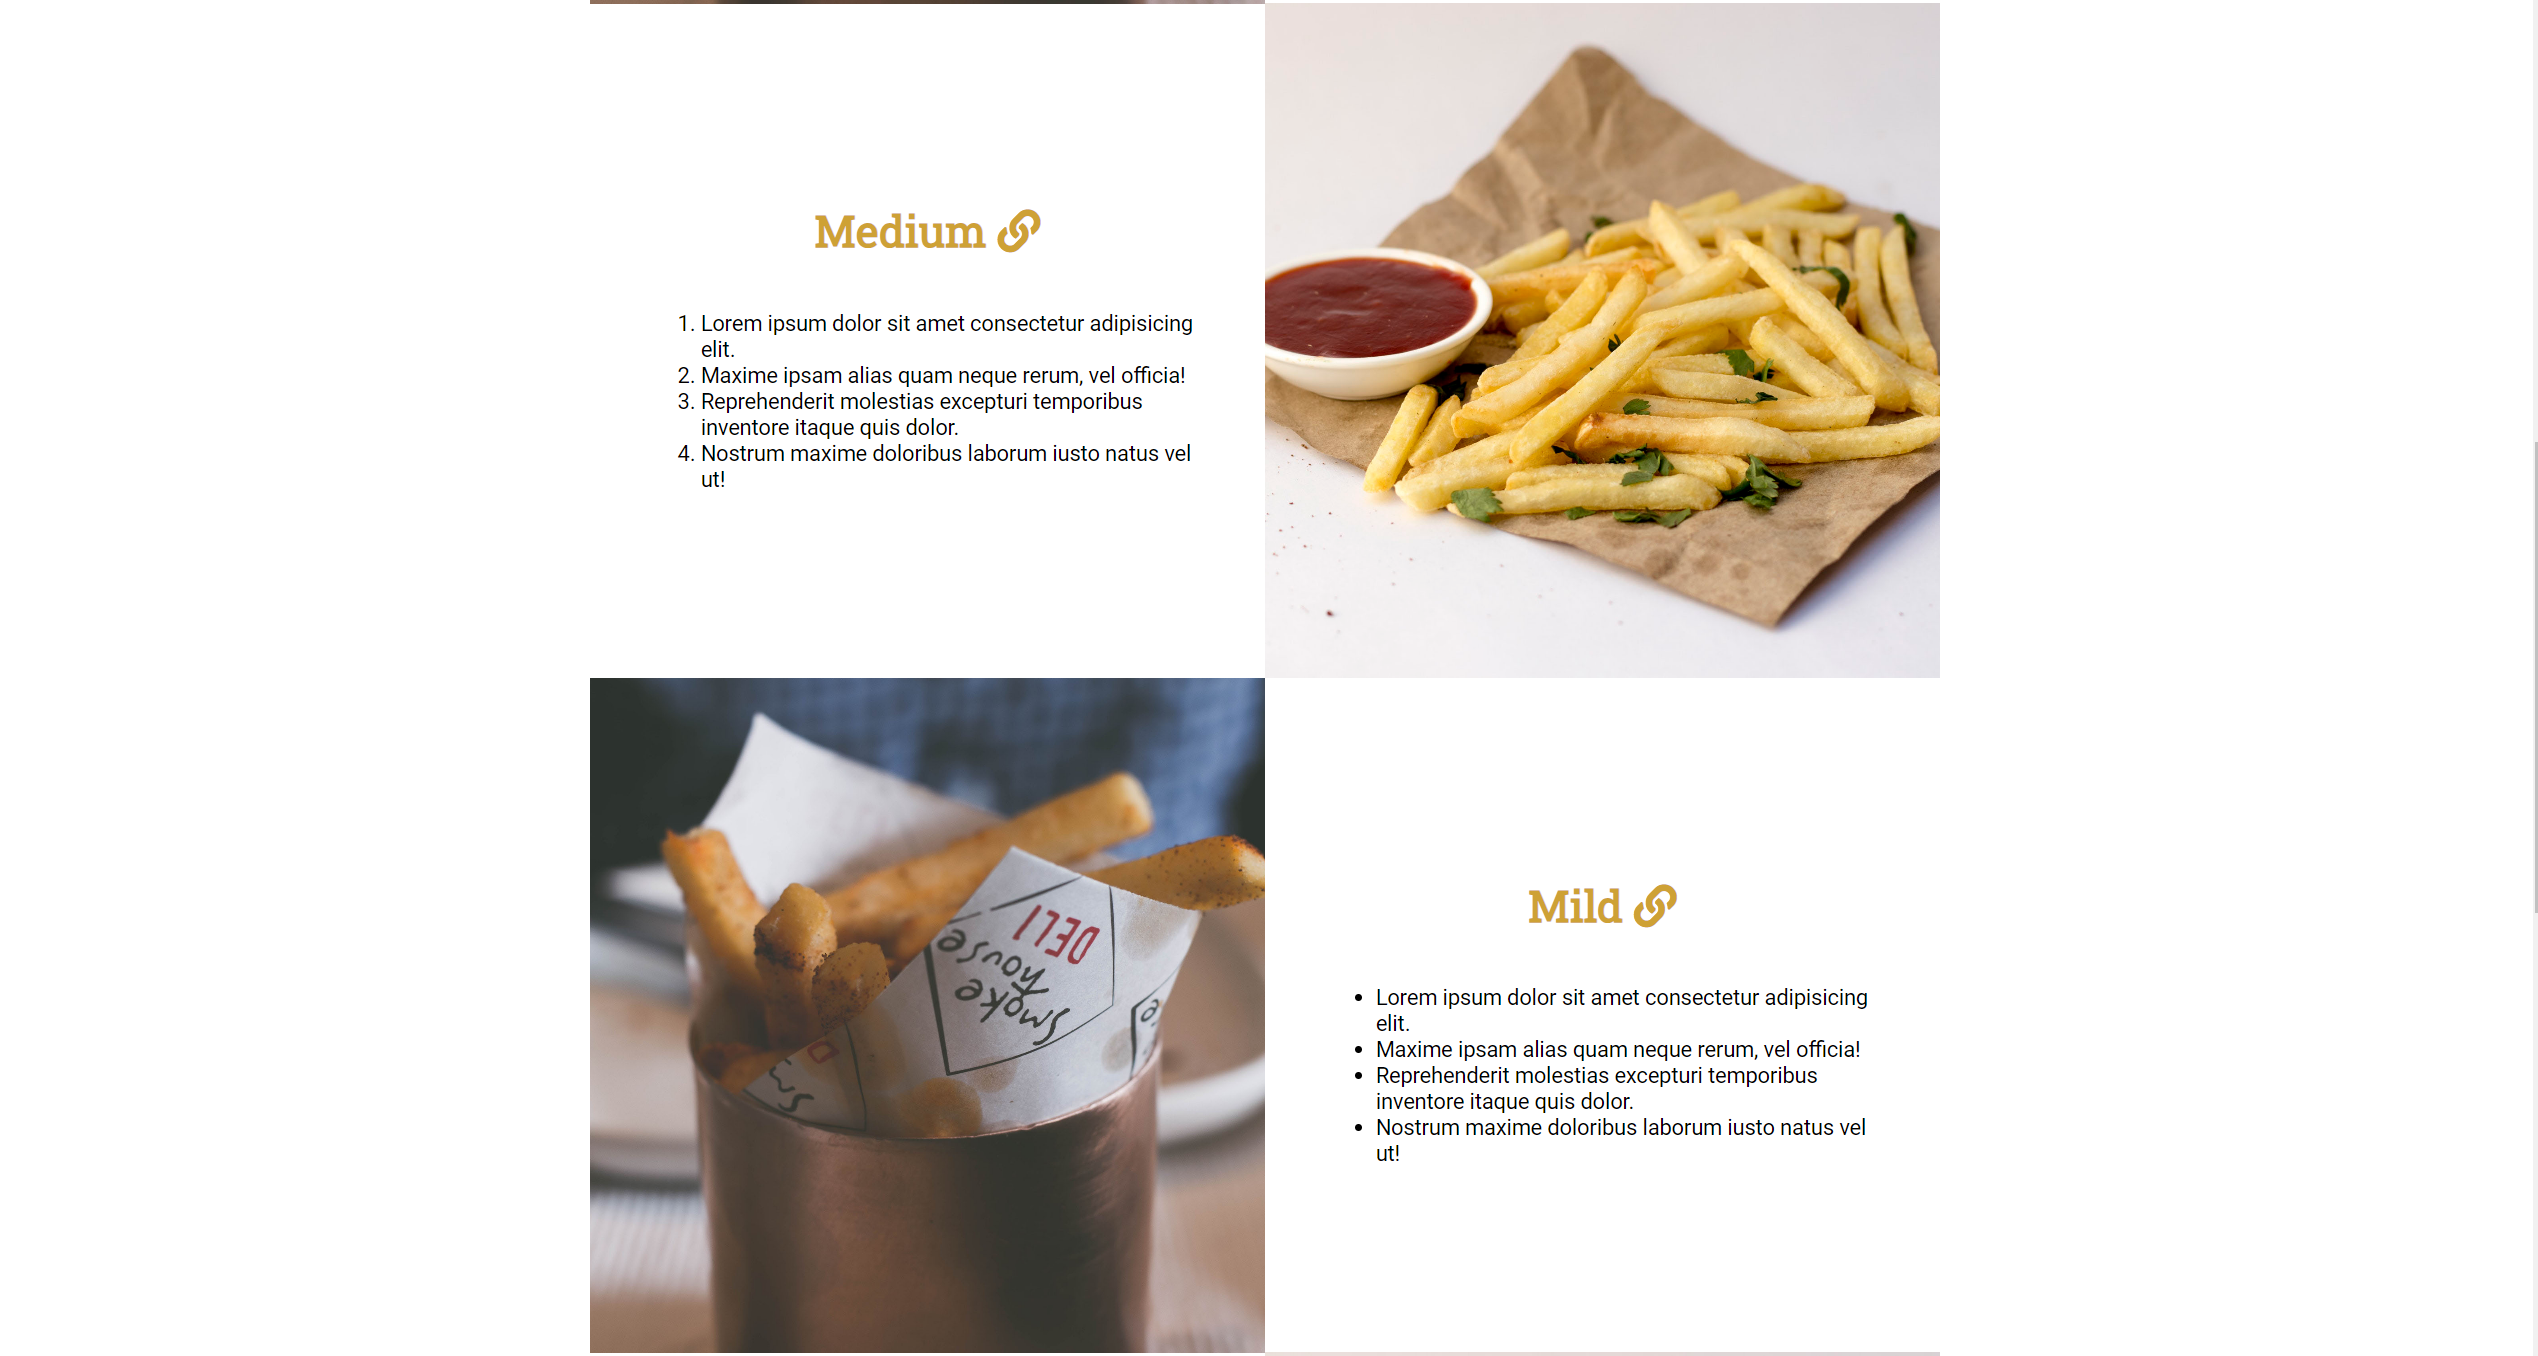 Medium
1. Lorem ipsum dolor sit amet consectetur adipisicing
elit.
2. Maxime ipsam alias quam neque rerum, vel officia!
3. Reprehenderit molestias excepturi temporibus
inventore itaque quis dolor.
4. Nostrum maxime doloribus laborum iusto natus vel
ut!
DELI
house
smoke
Mild
• Lorem ipsum dolor sit amet consectetur adipisicing
elit.
• Maxime ipsam alias quam neque rerum, vel officia!
• Reprehenderit molestias excepturi temporibus
inventore itaque quis dolor.
• Nostrum maxime doloribus laborum iusto natus vel
ut!